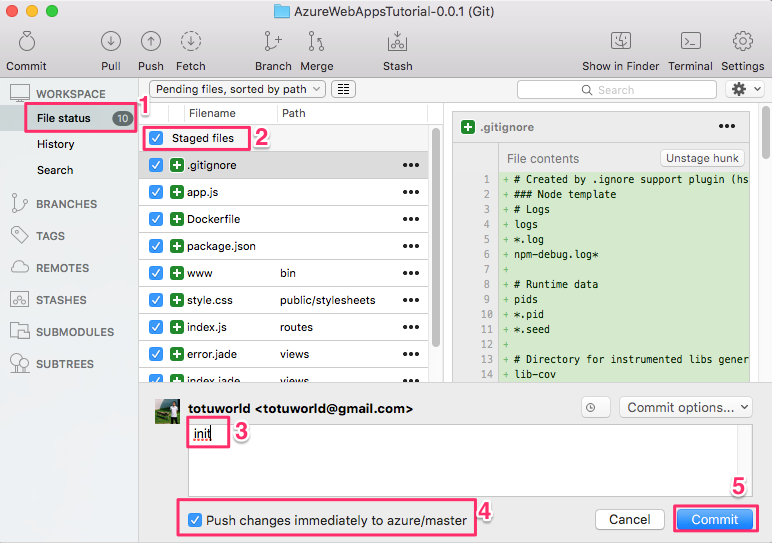 AzureWebAppsTutorial-0.0.1 (Git)
Commit Pull Push Fetch Branch Merge Stash Show in Finder Terminal Settings
WORKSPACE
File status 10
1
History
Search
BRANCHES
TAGS
REMOTES
STASHES
SUBMODULES
SUBTREES
Pending files, sorted by path
Search
Filename Path
Staged files
2
.gitignore
app.js
Dockerfile
package.json
www bin
style.css public/stylesheets
index.js routes
error.jade views
index.jade views
.gitignore
File contents Unstage hunk
1 + # Created by .ignore support plugin (hs
2 + ### Node template
3 + # Logs
4 + logs
5 + *.log
6 + npm-debug.log*
7 +
8 + # Runtime data
9 + pids
10 + *.pid
11 + *.seed
12 +
13 + # Directory for instrumented libs gener
14 + lib-cov
totuworld <totuworld@gmail.com>
Commit options...
init
3
Push changes immediately to azure/master
4
Cancel
Commit
5